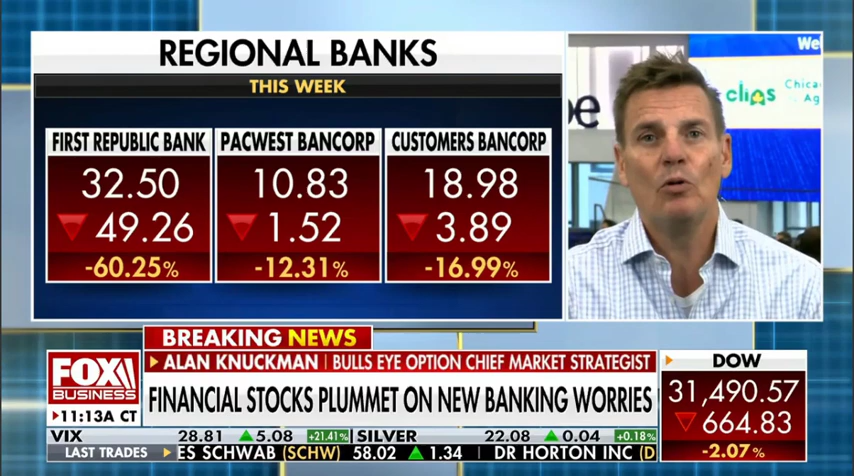 REGIONAL BANKS
THIS WEEK
FIRST REPUBLIC BANK
32.50
49.26
-60.25%
PACWEST BANCORP
10.83
1.52
-12.31%
CUSTOMERS BANCORP
18.98
3.89
-16.99%
Wel
clips
Chica
Ag
BREAKING NEWS
ALAN KNUCKMAN | BULLS EYE OPTION CHIEF MARKET STRATEGIST
FINANCIAL STOCKS PLUMMET ON NEW BANKING WORRIES
FOX
BUSINESS
11:13A CT
DOW
31,490.57
664.83
-2.07%
VIX 28.81 5.08 +21.41% SILVER 22.08 0.04 +0.18%
LAST TRADES ES SCHWAB (SCHW) 58.02 1.34 DR HORTON INC (D